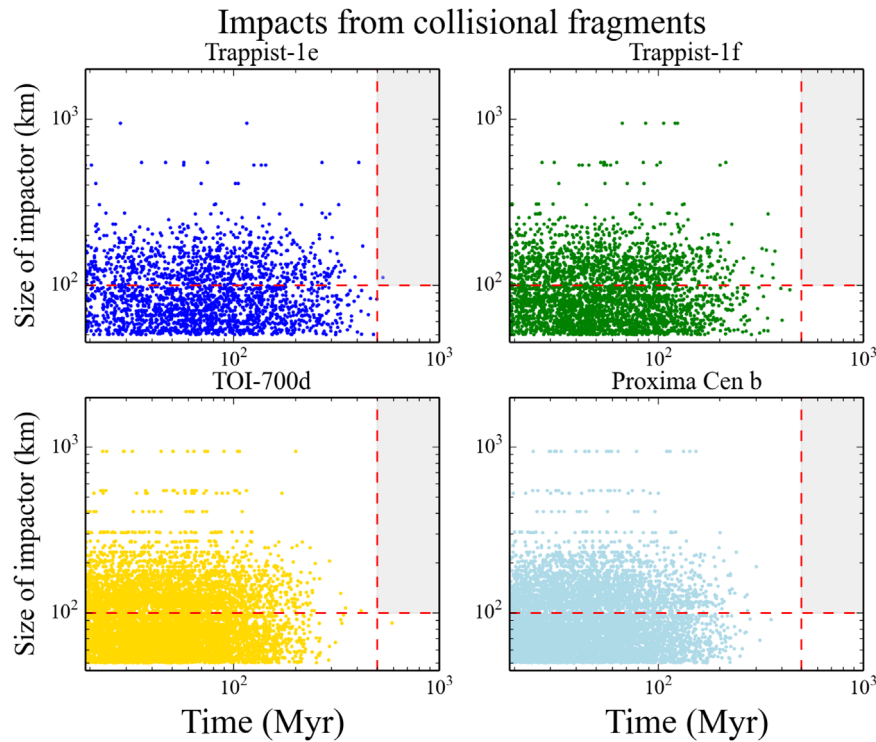 Impacts from collisional fragments
Trappist-1e
Trappist-1f
Size of impactor (km)
10³
10²
10²
10³
10³
10²
10²
10³
TOI-700d
Proxima Cen b
Size of impactor (km)
10³
10²
10²
10³
10³
10²
10²
10³
Time (Myr)
Time (Myr)